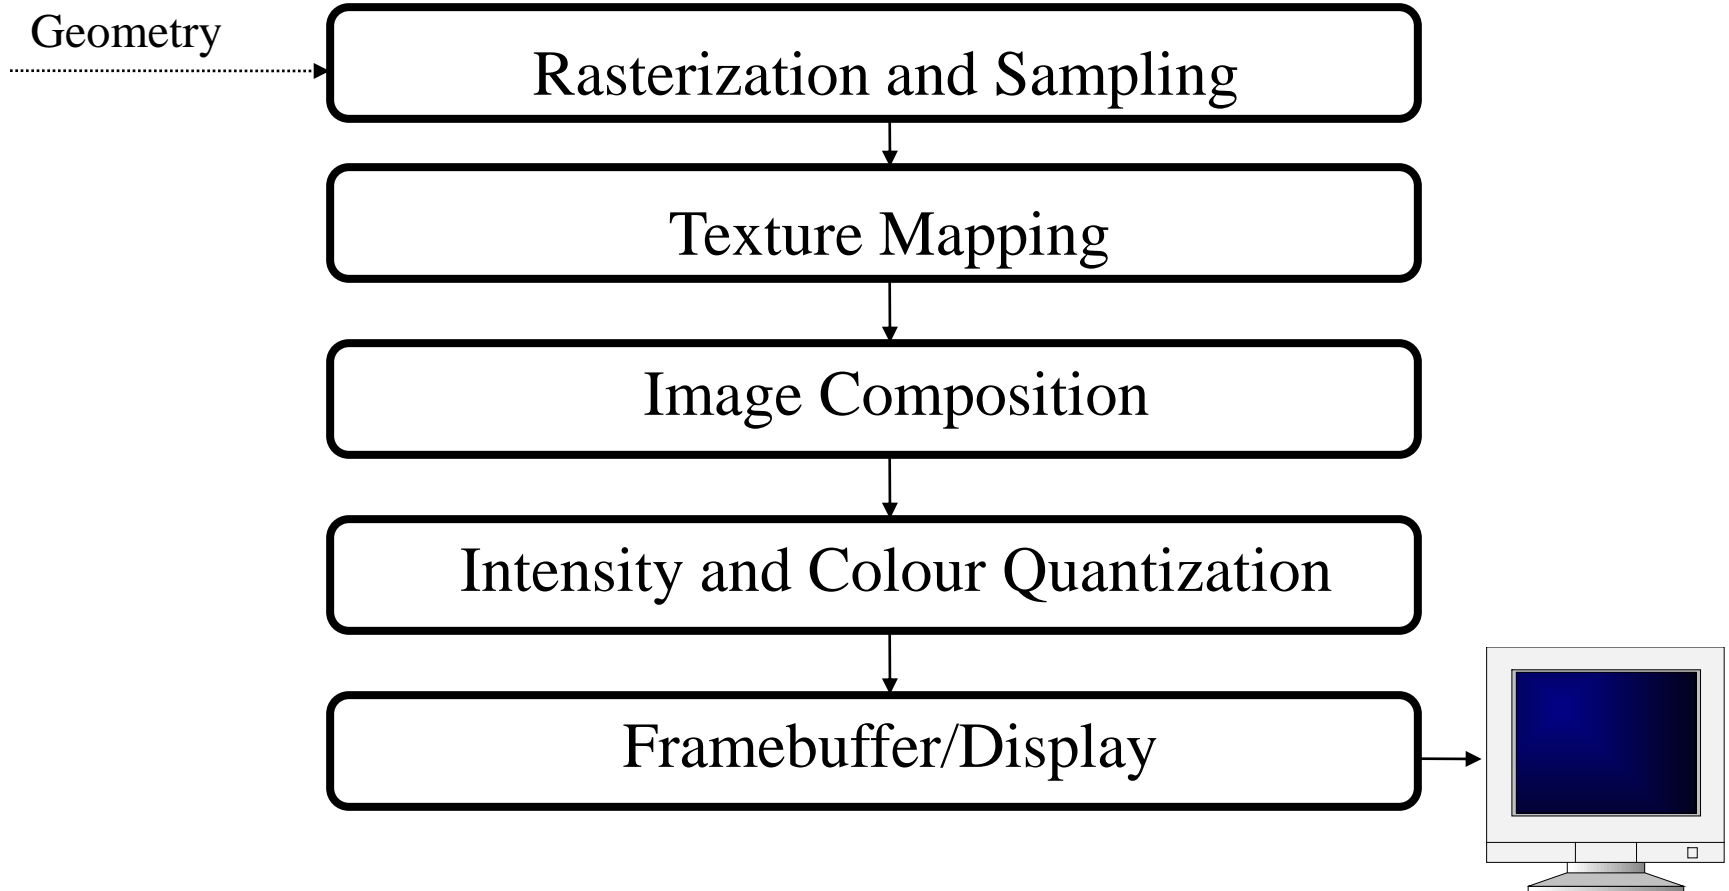 Geometry
Rasterization and Sampling
Texture Mapping
Image Composition
Intensity and Colour Quantization
Framebuffer/Display